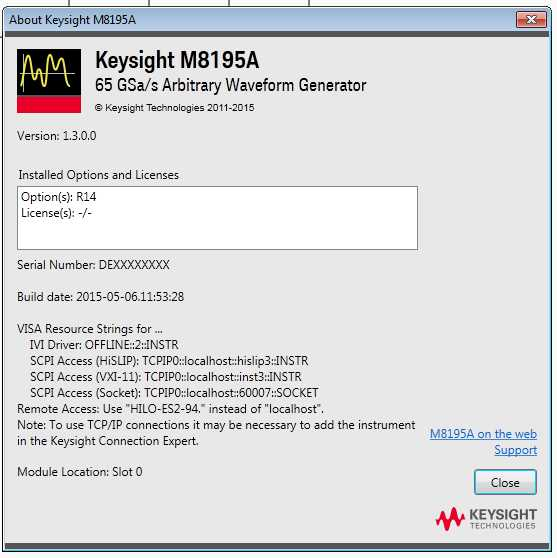 About Keysight M8195A
Keysight M8195A
65 GSa/s Arbitrary Waveform Generator
© Keysight Technologies 2011-2015
Version: 1.3.0.0
Installed Options and Licenses
Option(s): R14
License(s): -/-
Serial Number: DEXXXXXXXX
Build date: 2015-05-06.11:53:28
VISA Resource Strings for ...
IVI Driver: OFFLINE::2::INSTR
SCPI Access (HiSLIP): TCPIP0::localhost::hislip3::INSTR
SCPI Access (VXI-11): TCPIP0::localhost::inst3::INSTR
SCPI Access (Socket): TCPIP0::localhost::60007::SOCKET
Remote Access: Use "HILO-ES2-94." instead of "localhost".
Note: To use TCP/IP connections it may be necessary to add the instrument
in the Keysight Connection Expert.
M8195A on the web
Support
Module Location: Slot 0
Close
KEYSIGHT
TECHNOLOGIES